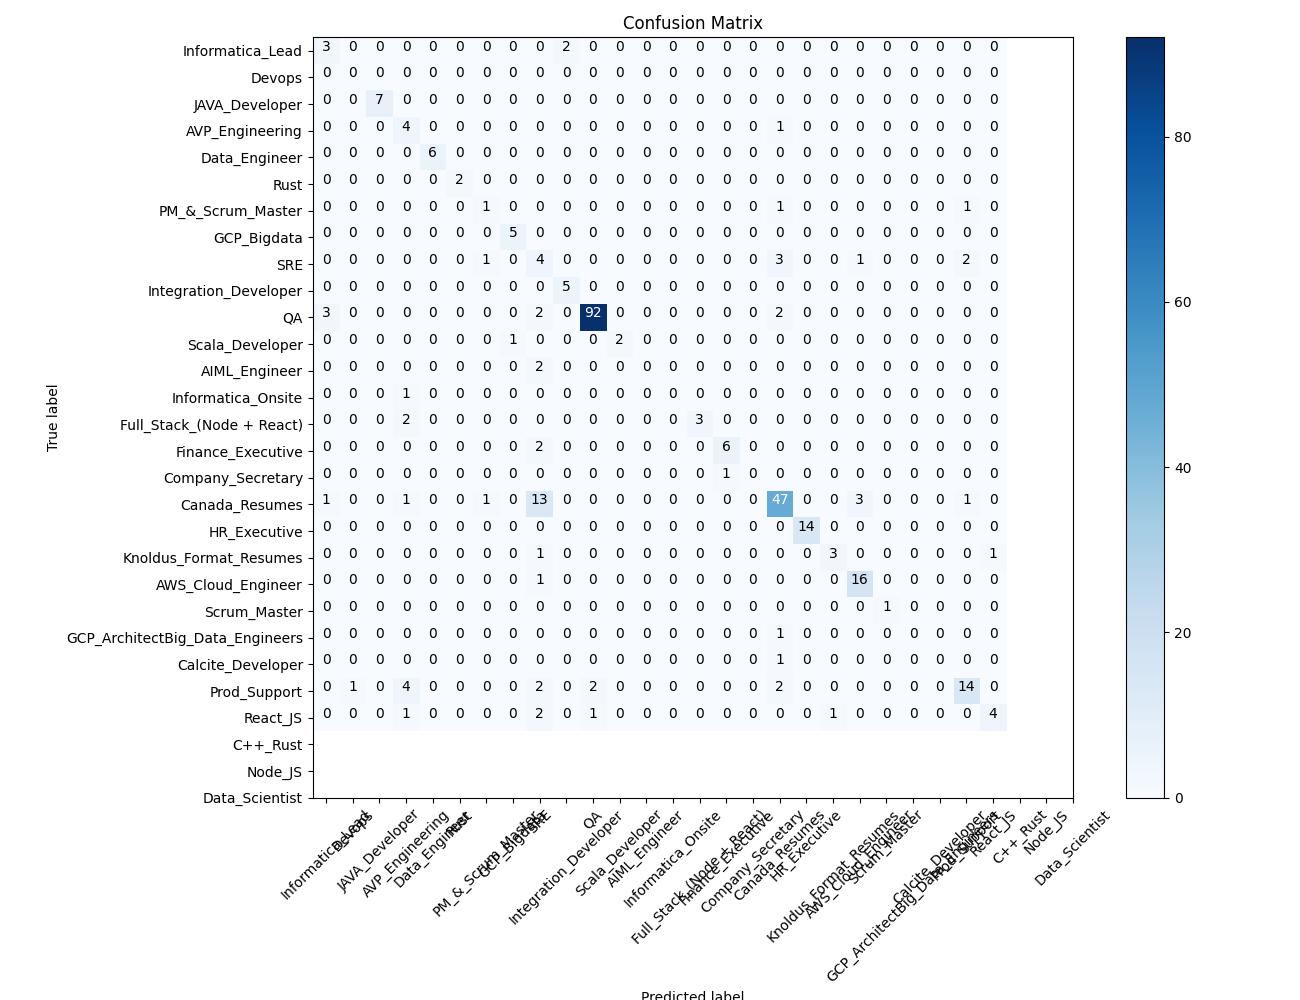 Confusion Matrix
Informatica_Lead 3 0 0 0 0 0 0 0 0 2 0 0 0 0 0 0 0 0 0 0 0 0 0 0 0 0
Devops 0 0 0 0 0 0 0 0 0 0 0 0 0 0 0 0 0 0 0 0 0 0 0 0 0 0
JAVA_Developer 0 0 7 0 0 0 0 0 0 0 0 0 0 0 0 0 0 0 0 0 0 0 0 0 0 0
AVP_Engineering 0 0 0 4 0 0 0 0 0 0 0 0 0 0 0 0 0 1 0 0 0 0 0 0 0 0
Data_Engineer 0 0 0 0 6 0 0 0 0 0 0 0 0 0 0 0 0 0 0 0 0 0 0 0 0 0
Rust 0 0 0 0 0 2 0 0 0 0 0 0 0 0 0 0 0 0 0 0 0 0 0 0 0 0
PM_&_Scrum_Master 0 0 0 0 0 0 1 0 0 0 0 0 0 0 0 0 0 1 0 0 0 0 0 0 1 0
GCP_Bigdata 0 0 0 0 0 0 0 5 0 0 0 0 0 0 0 0 0 0 0 0 0 0 0 0 0 0
SRE 0 0 0 0 0 0 1 0 4 0 0 0 0 0 0 0 0 3 0 0 1 0 0 0 2 0
Integration_Developer 0 0 0 0 0 0 0 0 0 5 0 0 0 0 0 0 0 0 0 0 0 0 0 0 0 0
QA 3 0 0 0 0 0 0 0 2 0 92 0 0 0 0 0 0 2 0 0 0 0 0 0 0 0
Scala_Developer 0 0 0 0 0 0 0 1 0 0 0 2 0 0 0 0 0 0 0 0 0 0 0 0 0 0
AIML_Engineer 0 0 0 0 0 0 0 0 2 0 0 0 0 0 0 0 0 0 0 0 0 0 0 0 0 0
Informatica_Onsite 0 0 0 1 0 0 0 0 0 0 0 0 0 0 0 0 0 0 0 0 0 0 0 0 0 0
Full_Stack_(Node + React) 0 0 0 2 0 0 0 0 0 0 0 0 0 0 3 0 0 0 0 0 0 0 0 0 0 0
Finance_Executive 0 0 0 0 0 0 0 0 2 0 0 0 0 0 0 6 0 0 0 0 0 0 0 0 0 0
Company_Secretary 0 0 0 0 0 0 0 0 0 0 0 0 0 0 0 1 0 0 0 0 0 0 0 0 0 0
Canada_Resumes 1 0 0 1 0 0 1 0 13 0 0 0 0 0 0 0 0 47 0 0 3 0 0 0 1 0
HR_Executive 0 0 0 0 0 0 0 0 0 0 0 0 0 0 0 0 0 0 14 0 0 0 0 0 0 0
Knoldus_Format_Resumes 0 0 0 0 0 0 0 0 1 0 0 0 0 0 0 0 0 0 0 3 0 0 0 0 0 1
AWS_Cloud_Engineer 0 0 0 0 0 0 0 0 1 0 0 0 0 0 0 0 0 0 0 0 16 0 0 0 0 0
Scrum_Master 0 0 0 0 0 0 0 0 0 0 0 0 0 0 0 0 0 0 0 0 0 1 0 0 0 0
GCP_ArchitectBig_Data_Engineers 0 0 0 0 0 0 0 0 0 0 0 0 0 0 0 0 0 1 0 0 0 0 0 0 0 0
Calcite_Developer 0 0 0 0 0 0 0 0 0 0 0 0 0 0 0 0 0 1 0 0 0 0 0 0 0 0
Prod_Support 0 1 0 4 0 0 0 0 2 0 2 0 0 0 0 0 0 2 0 0 0 0 0 0 14 0
React_JS 0 0 0 1 0 0 0 0 2 0 1 0 0 0 0 0 0 0 0 1 0 0 0 0 0 4
C++_Rust
Node_JS
Data_Scientist
True label
Informatica_Lead
Devops
JAVA_Developer
AVP_Engineering
Data_Engineer
Rust
PM_&_Scrum_Master
GCP_Bigdata
SRE
Integration_Developer
QA
Scala_Developer
AIML_Engineer
Informatica_Onsite
Full_Stack_(Node + React)
Finance_Executive
Company_Secretary
Canada_Resumes
HR_Executive
Knoldus_Format_Resumes
AWS_Cloud_Engineer
Scrum_Master
GCP_ArchitectBig_Data_Engineers
Calcite_Developer
Prod_Support
React_JS
C++_Rust
Node_JS
Data_Scientist
Predicted label
80
60
40
20
0